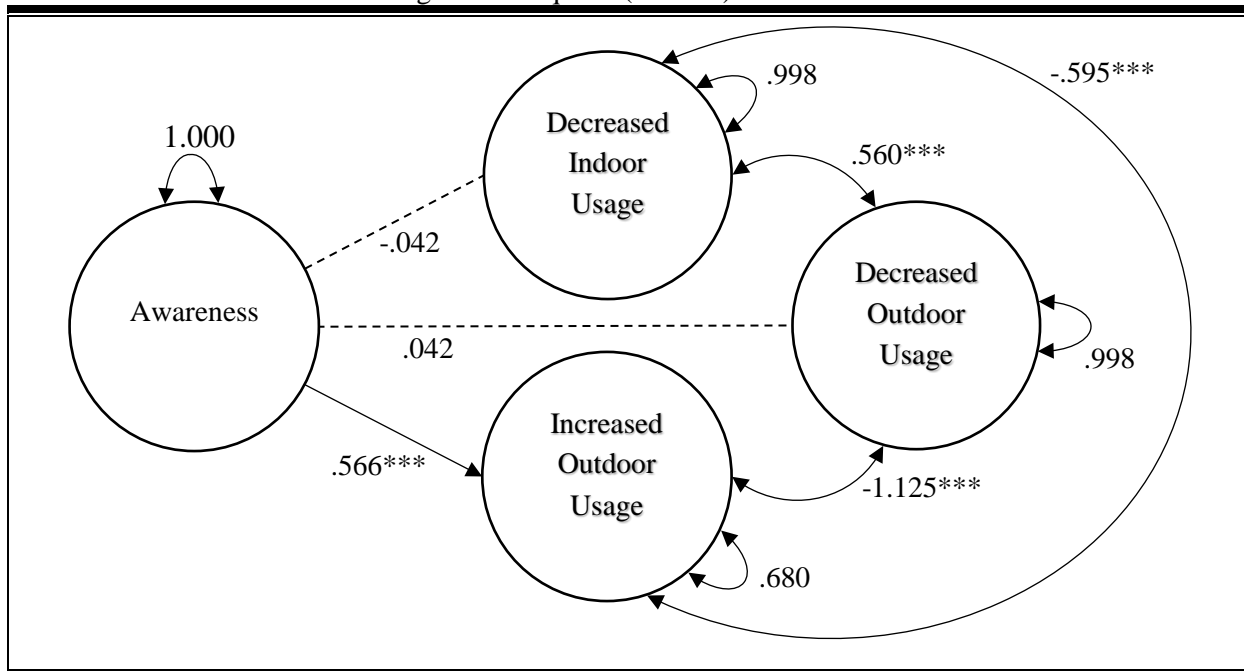 1.000
Awareness
-.042
.042
.566***
Decreased
Indoor
Usage
.998
.560***
-.595***
Decreased
Outdoor
Usage
.998
Increased
Outdoor
Usage
-1.125***
.680